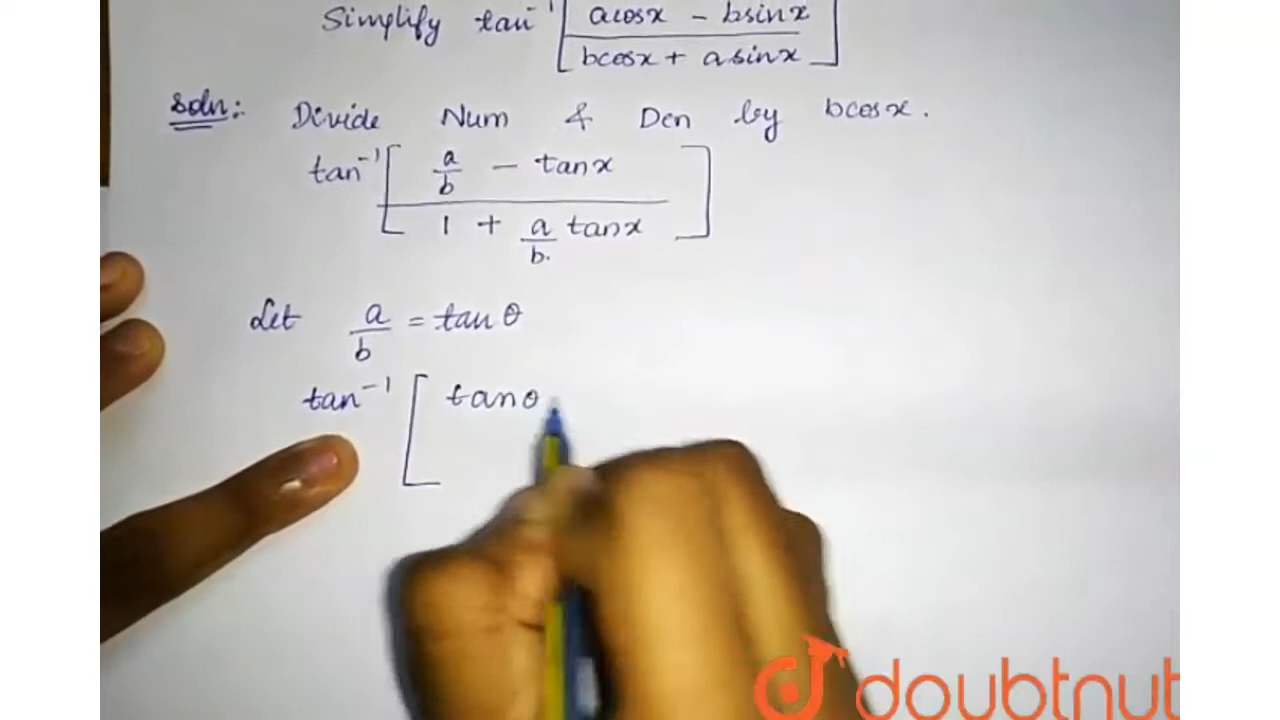 Simplify tan⁻¹ [ acosx - bsinx
bcosx + asinx ]
Soln: Divide Num & Den by bcosx.
tan⁻¹ [ a/b - tanx
1 + a/b. tanx ]
Let a/b = tanθ
tan⁻¹ [ tanθ
doubtnut